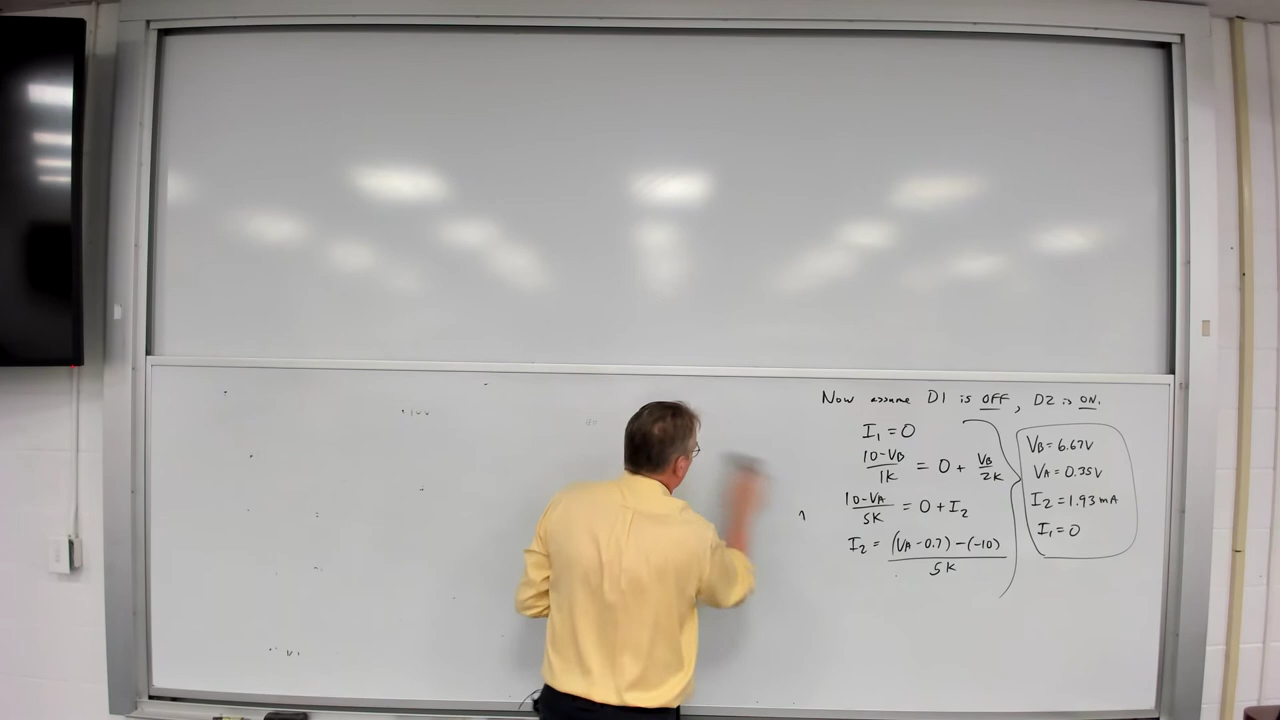 Now assume D1 is OFF, D2 is ON.
I₁ = 0
(10-VB)/1K = 0 + VB/2K
(10-VA)/5K = 0 + I₂
I₂ = ((VA - 0.7) - (-10))/5K
VB = 6.67V
VA = 0.35V
I₂ = 1.93mA
I₁ = 0